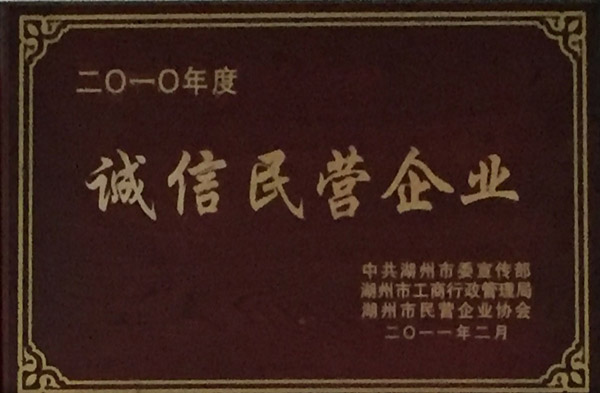 二〇一〇年度
诚信民营企业
中共湖州市委宣传部
湖州市工商行政管理局
湖州市民营企业协会
二〇一一年二月